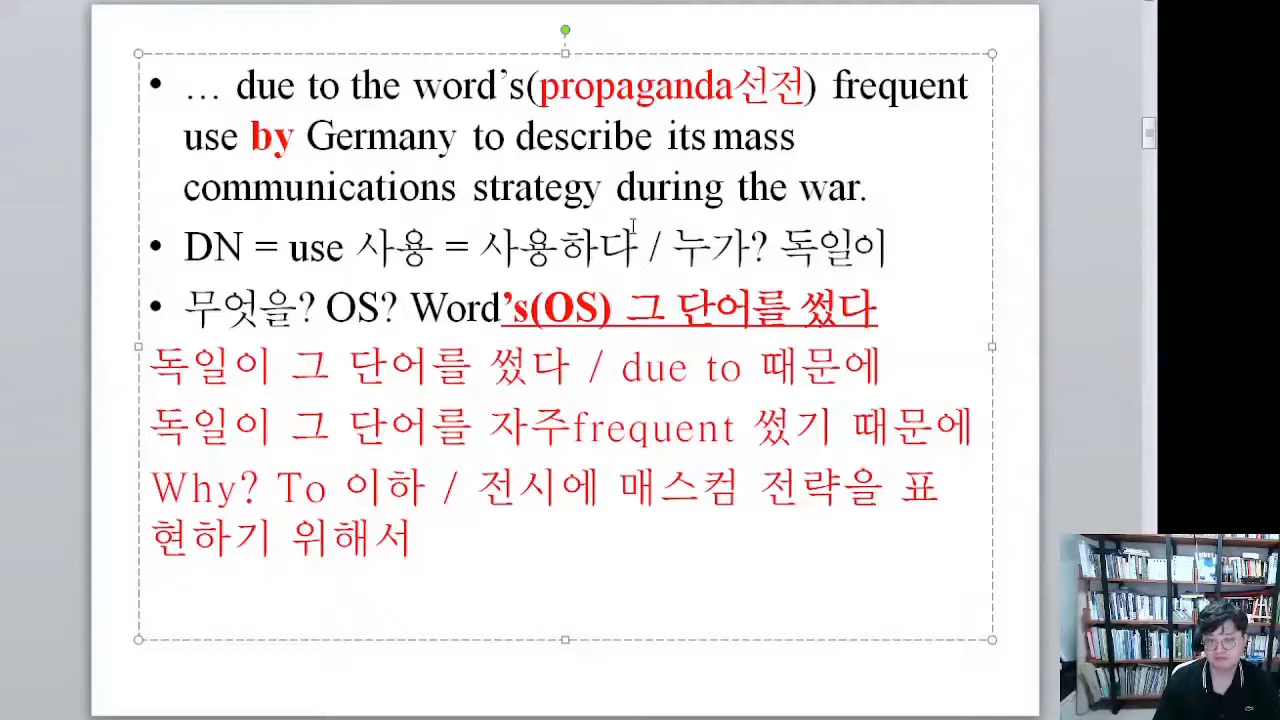 • … due to the word’s(propaganda선전) frequent
use by Germany to describe its mass
communications strategy during the war.
• DN = use 사용 = 사용하다 / 누가? 독일이
• 무엇을? OS? Word’s(OS) 그 단어를 썼다
독일이 그 단어를 썼다 / due to 때문에
독일이 그 단어를 자주frequent 썼기 때문에
Why? To 이하 / 전시에 매스컴 전략을 표
현하기 위해서